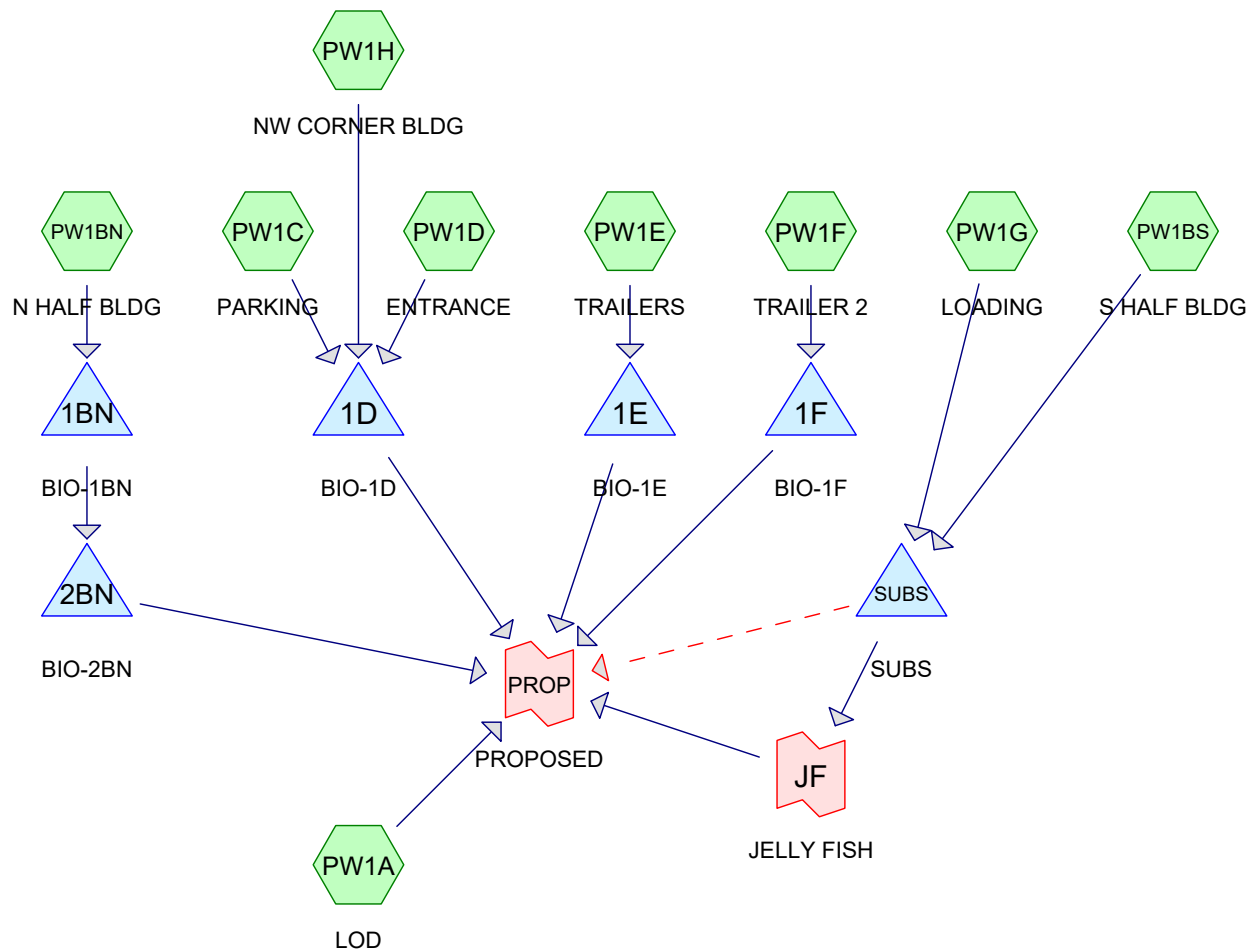 PW1H
NW CORNER BLDG
PW1BN
PW1C
PW1D
PW1E
PW1F
PW1G
PW1BS
N HALF BLDG
PARKING
ENTRANCE
TRAILERS
TRAILER 2
LOADING
S HALF BLDG
1BN
1D
1E
1F
BIO-1BN
BIO-1D
BIO-1E
BIO-1F
2BN
SUBS
BIO-2BN
SUBS
PROP
PROPOSED
JF
JELLY FISH
PW1A
LOD